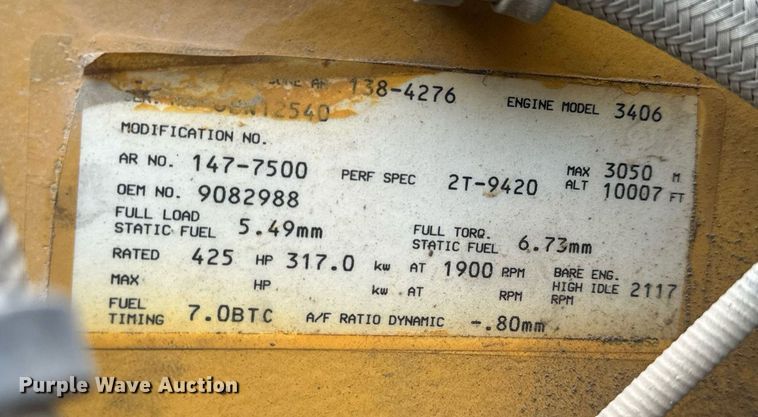 138-4276 ENGINE MODEL 3406
12540
MODIFICATION NO.
AR NO. 147-7500 PERF SPEC 2T-9420 MAX ALT 3050 M 10007 FT
OEM NO. 9082988
FULL LOAD STATIC FUEL 5.49mm FULL TORQ. STATIC FUEL 6.73mm
RATED 425 HP 317.0 kw AT 1900 RPM BARE ENG. HIGH IDLE RPM 2117
MAX HP kw AT RPM
FUEL TIMING 7.0BTC A/F RATIO DYNAMIC -.80mm
Purple Wave Auction